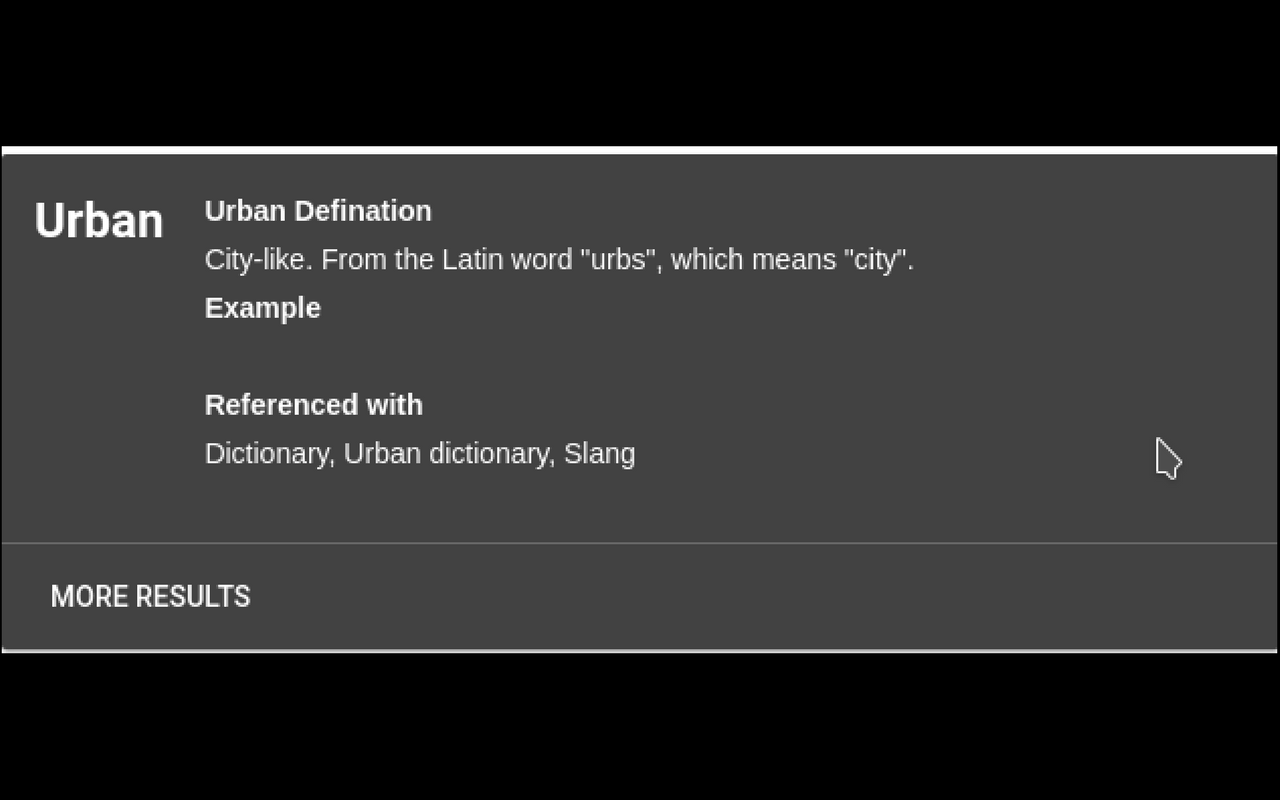 Urban
Urban Defination
City-like. From the Latin word "urbs", which means "city".
Example
Referenced with
Dictionary, Urban dictionary, Slang
MORE RESULTS